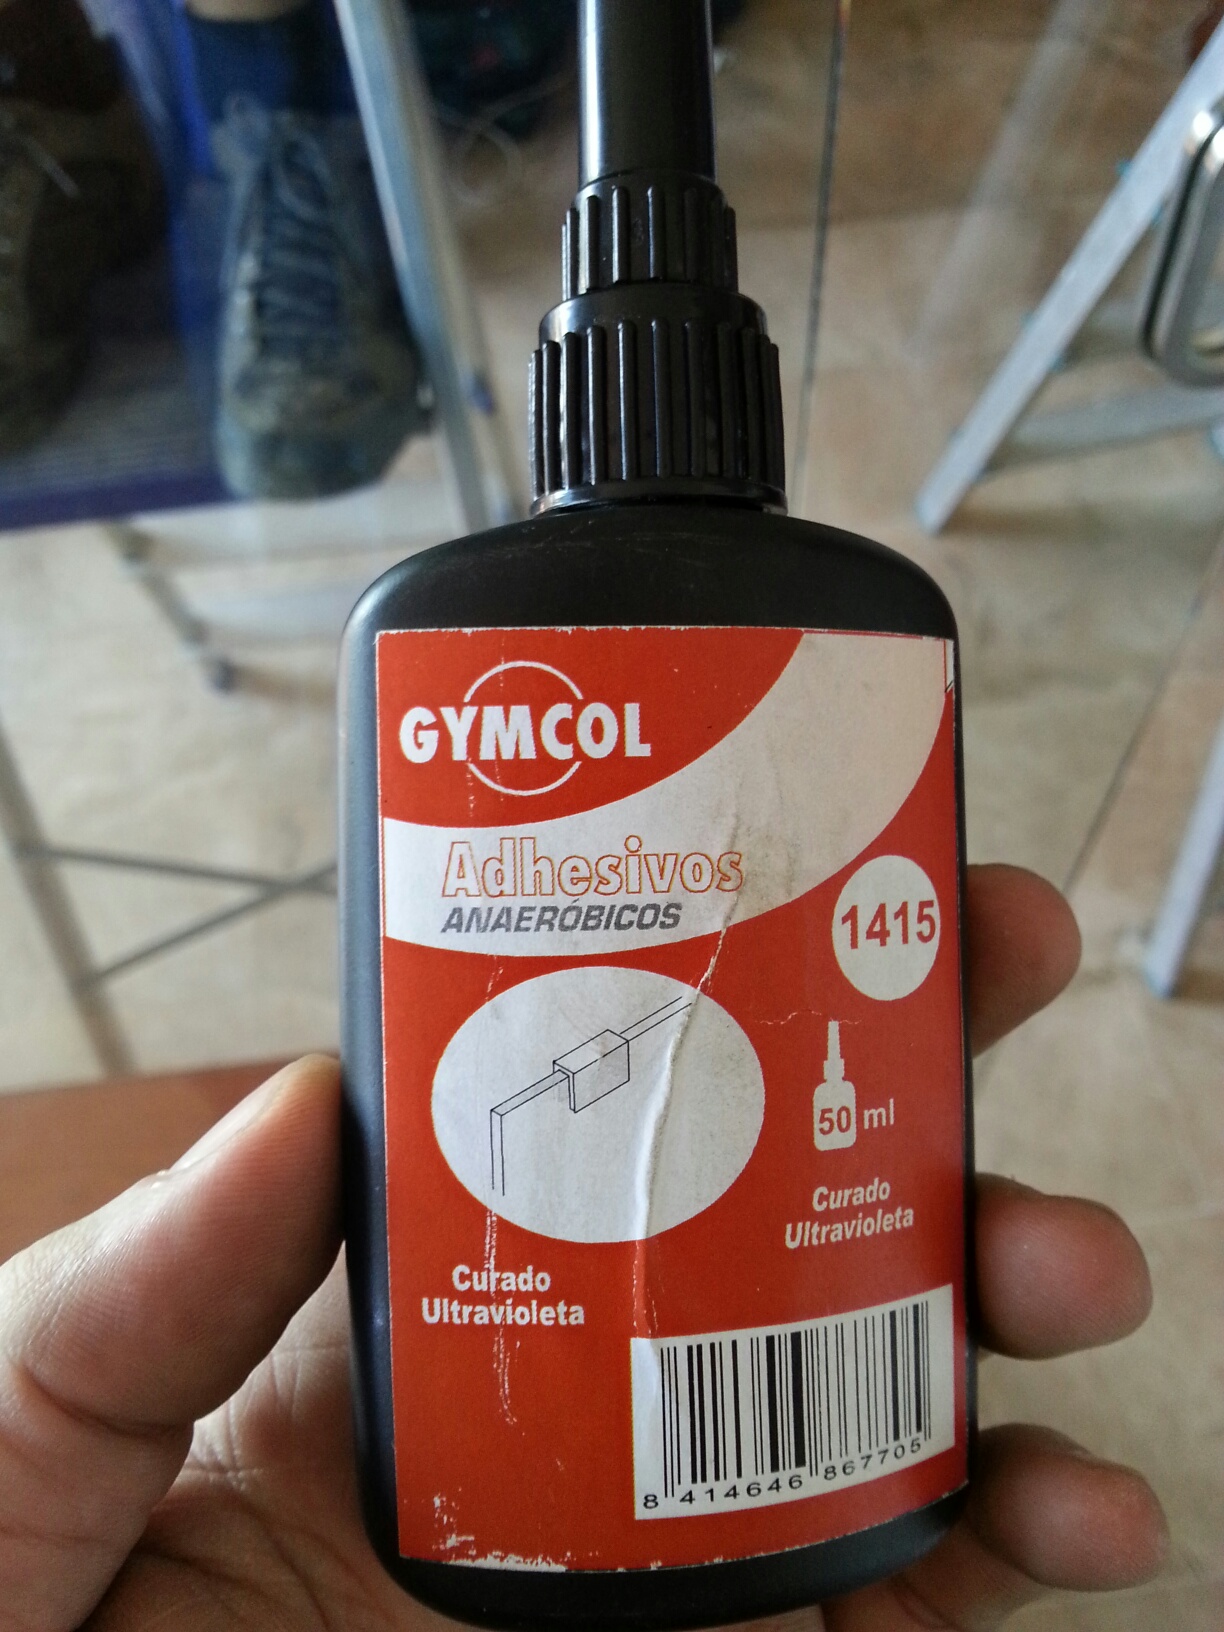 GYMCOL
Adhesivos
ANAERÓBICOS
1415
50 ml
Curado
Ultravioleta
Curado
Ultravioleta
8 414646 867705